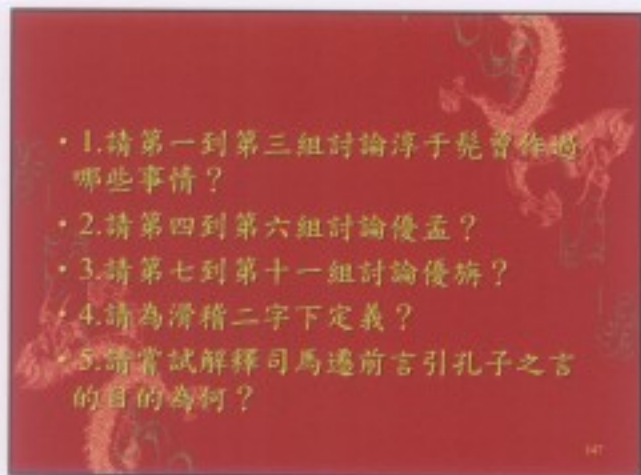 • 1.請第一到第三組討論淳于髡曾作過
哪些事情？
• 2.請第四到第六組討論優孟？
• 3.請第七到第十一組討論優旃？
• 4.請為滑稽二字下定義？
• 5.請嘗試解釋司馬遷前言引孔子之言
的目的為何？
147